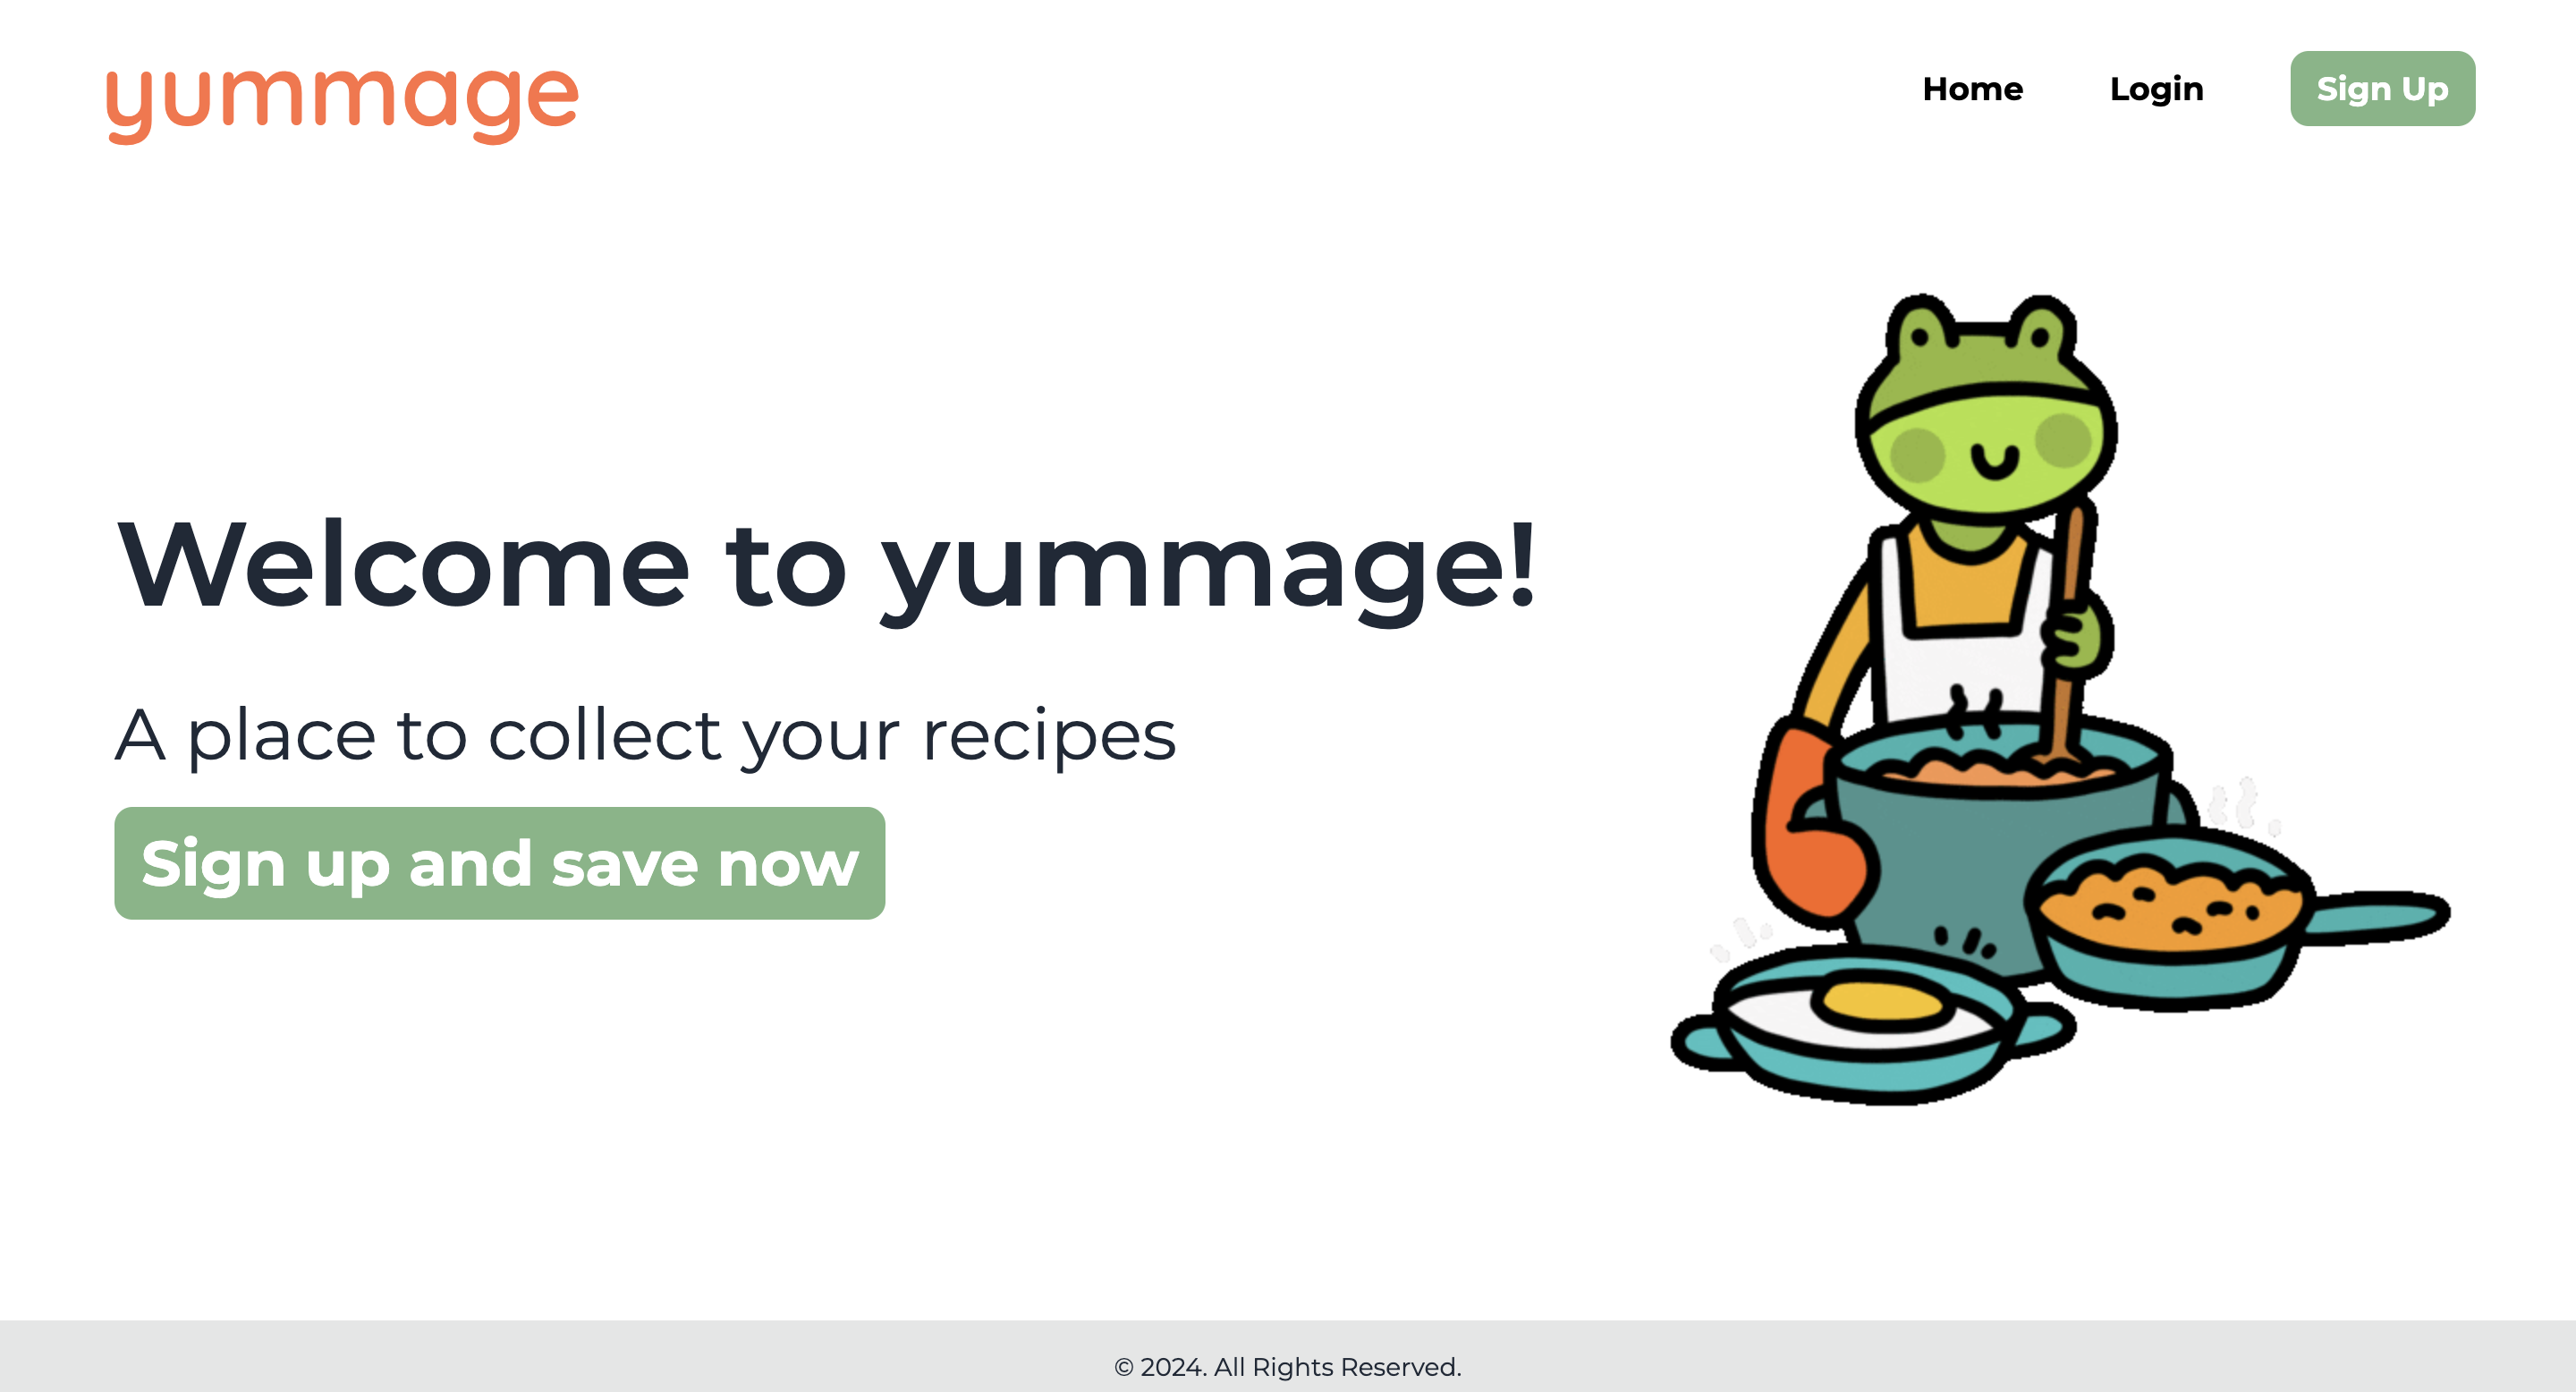 yummage
Home Login Sign Up
Welcome to yummage!
A place to collect your recipes
Sign up and save now
© 2024. All Rights Reserved.